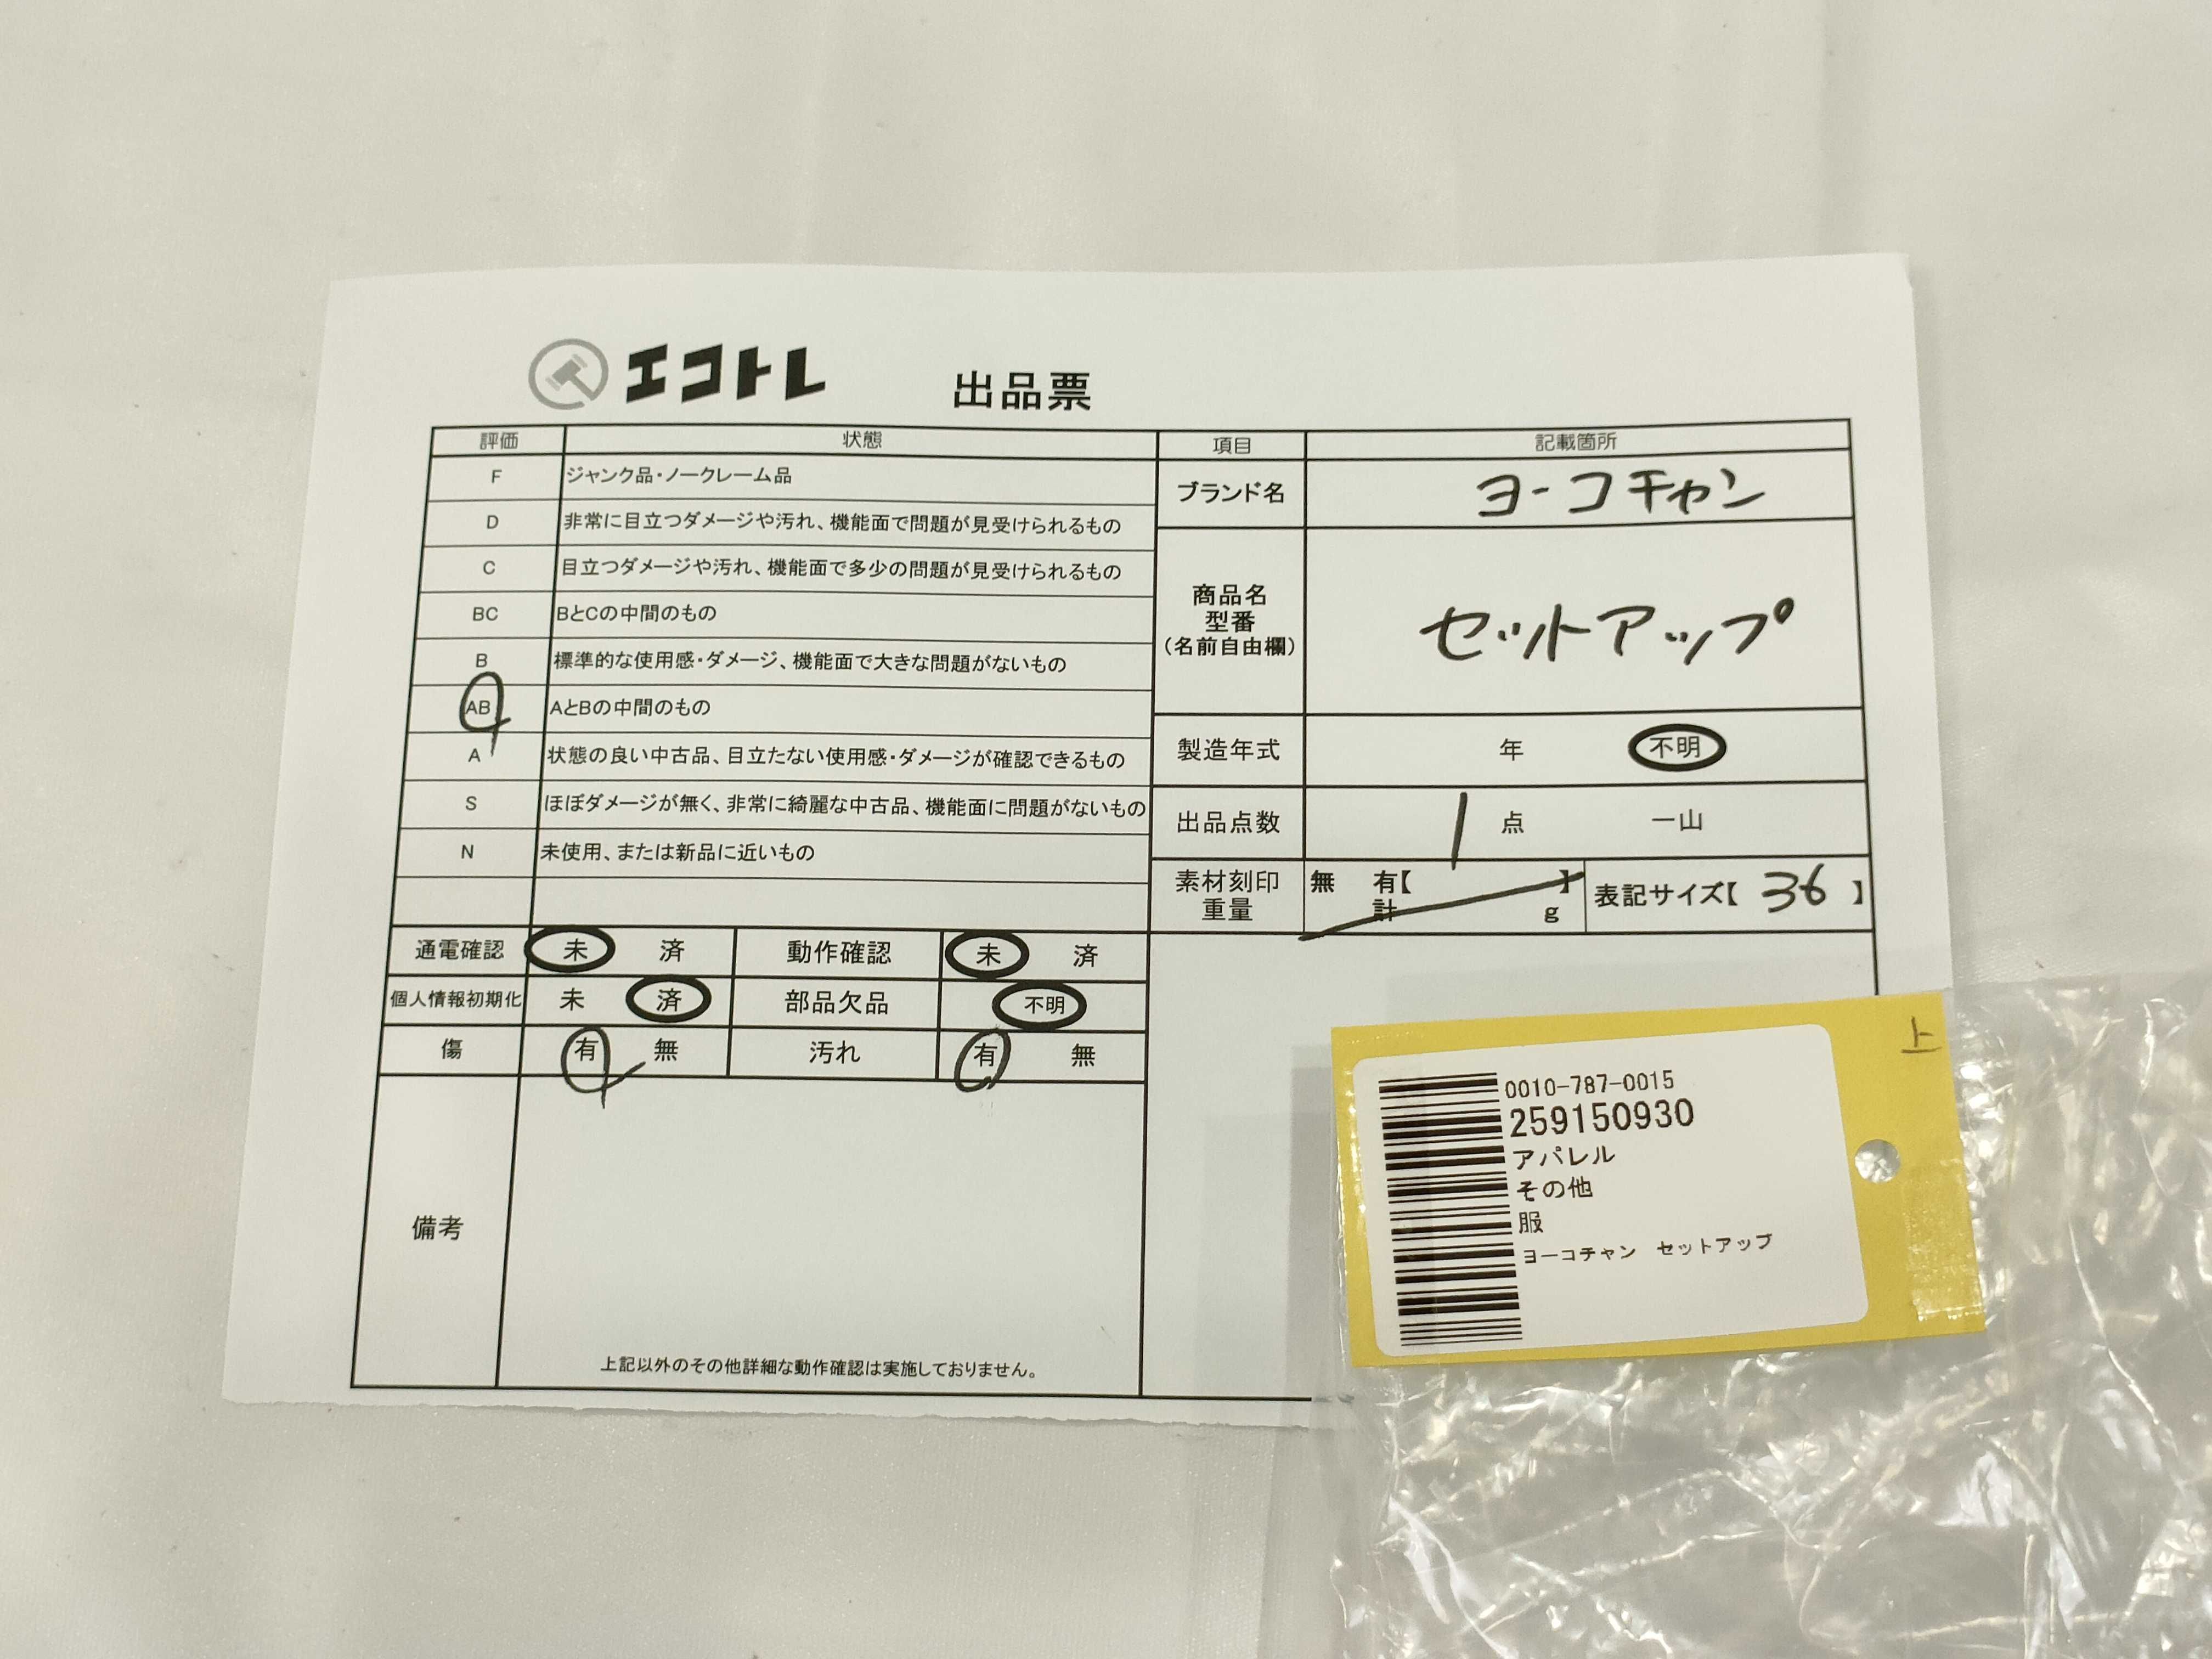 エコトレ 出品票
評価 状態
F ジャンク品・ノークレーム品
D 非常に目立つダメージや汚れ、機能面で問題が見受けられるもの
C 目立つダメージや汚れ、機能面で多少の問題が見受けられるもの
BC BとCの中間のもの
B 標準的な使用感・ダメージ、機能面で大きな問題がないもの
AB AとBの中間のもの
A 状態の良い中古品、目立たない使用感・ダメージが確認できるもの
S ほぼダメージが無く、非常に綺麗な中古品、機能面に問題がないもの
N 未使用、または新品に近いもの
項目 記載箇所
ブランド名 ヨーコチャン
商品名
型番
(名前自由欄)
セットアップ
製造年式 年 不明
出品点数 1 点 一山
素材刻印 無 有【 】
重量 計 g
表記サイズ【 36 】
通電確認 未 済 動作確認 未 済
個人情報初期化 未 済 部品欠品 不明
傷 有 無 汚れ 有 無
備考
上記以外のその他詳細な動作確認は実施しておりません。
上
0010-787-0015
259150930
アパレル
その他
服
ヨーコチャン セットアップ